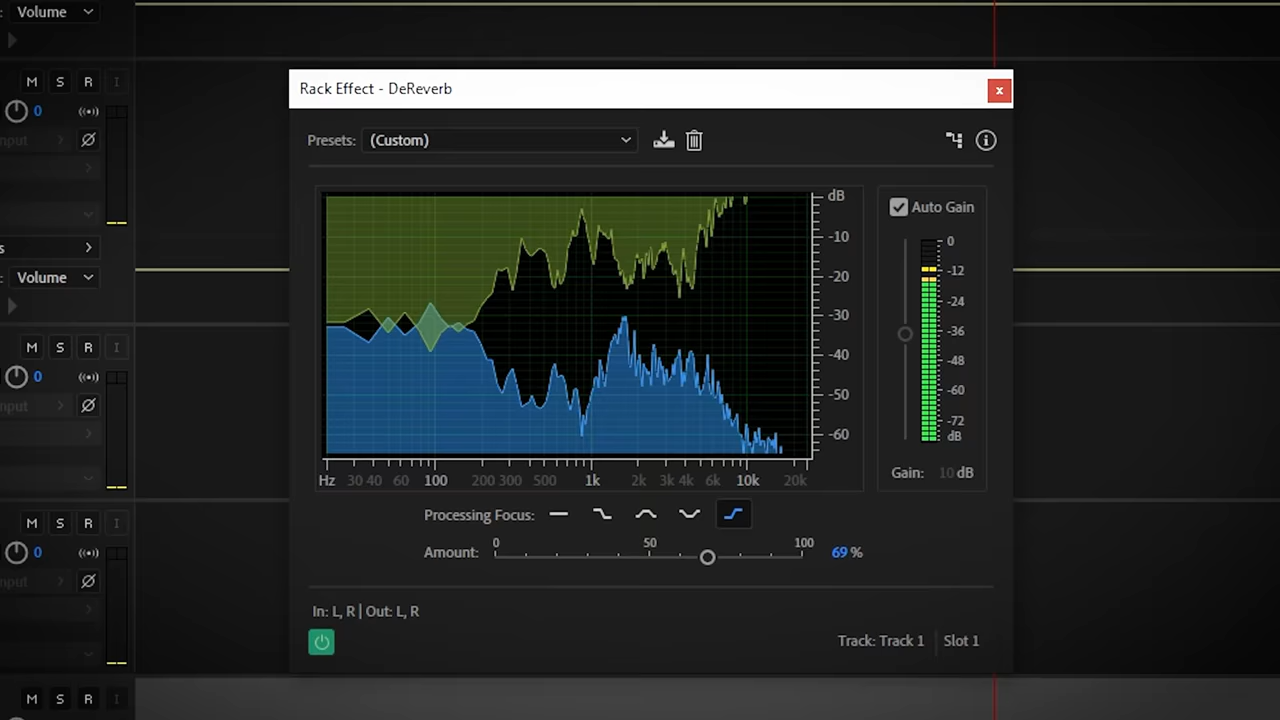 Volume
M S R I
0
nput
s
Volume
M S R I
0
nput
M S R I
0
nput
M S R I
Rack Effect - DeReverb
x
Presets: (Custom)
dB
-10
-20
-30
-40
-50
-60
Hz 30 40 60 100 200 300 500 1k 2k 3k 4k 6k 10k 20k
Auto Gain
0
-12
-24
-36
-48
-60
-72
dB
Gain: 10 dB
Processing Focus:
0 50 100
Amount: 69 %
In: L, R | Out: L, R
Track: Track 1 Slot 1